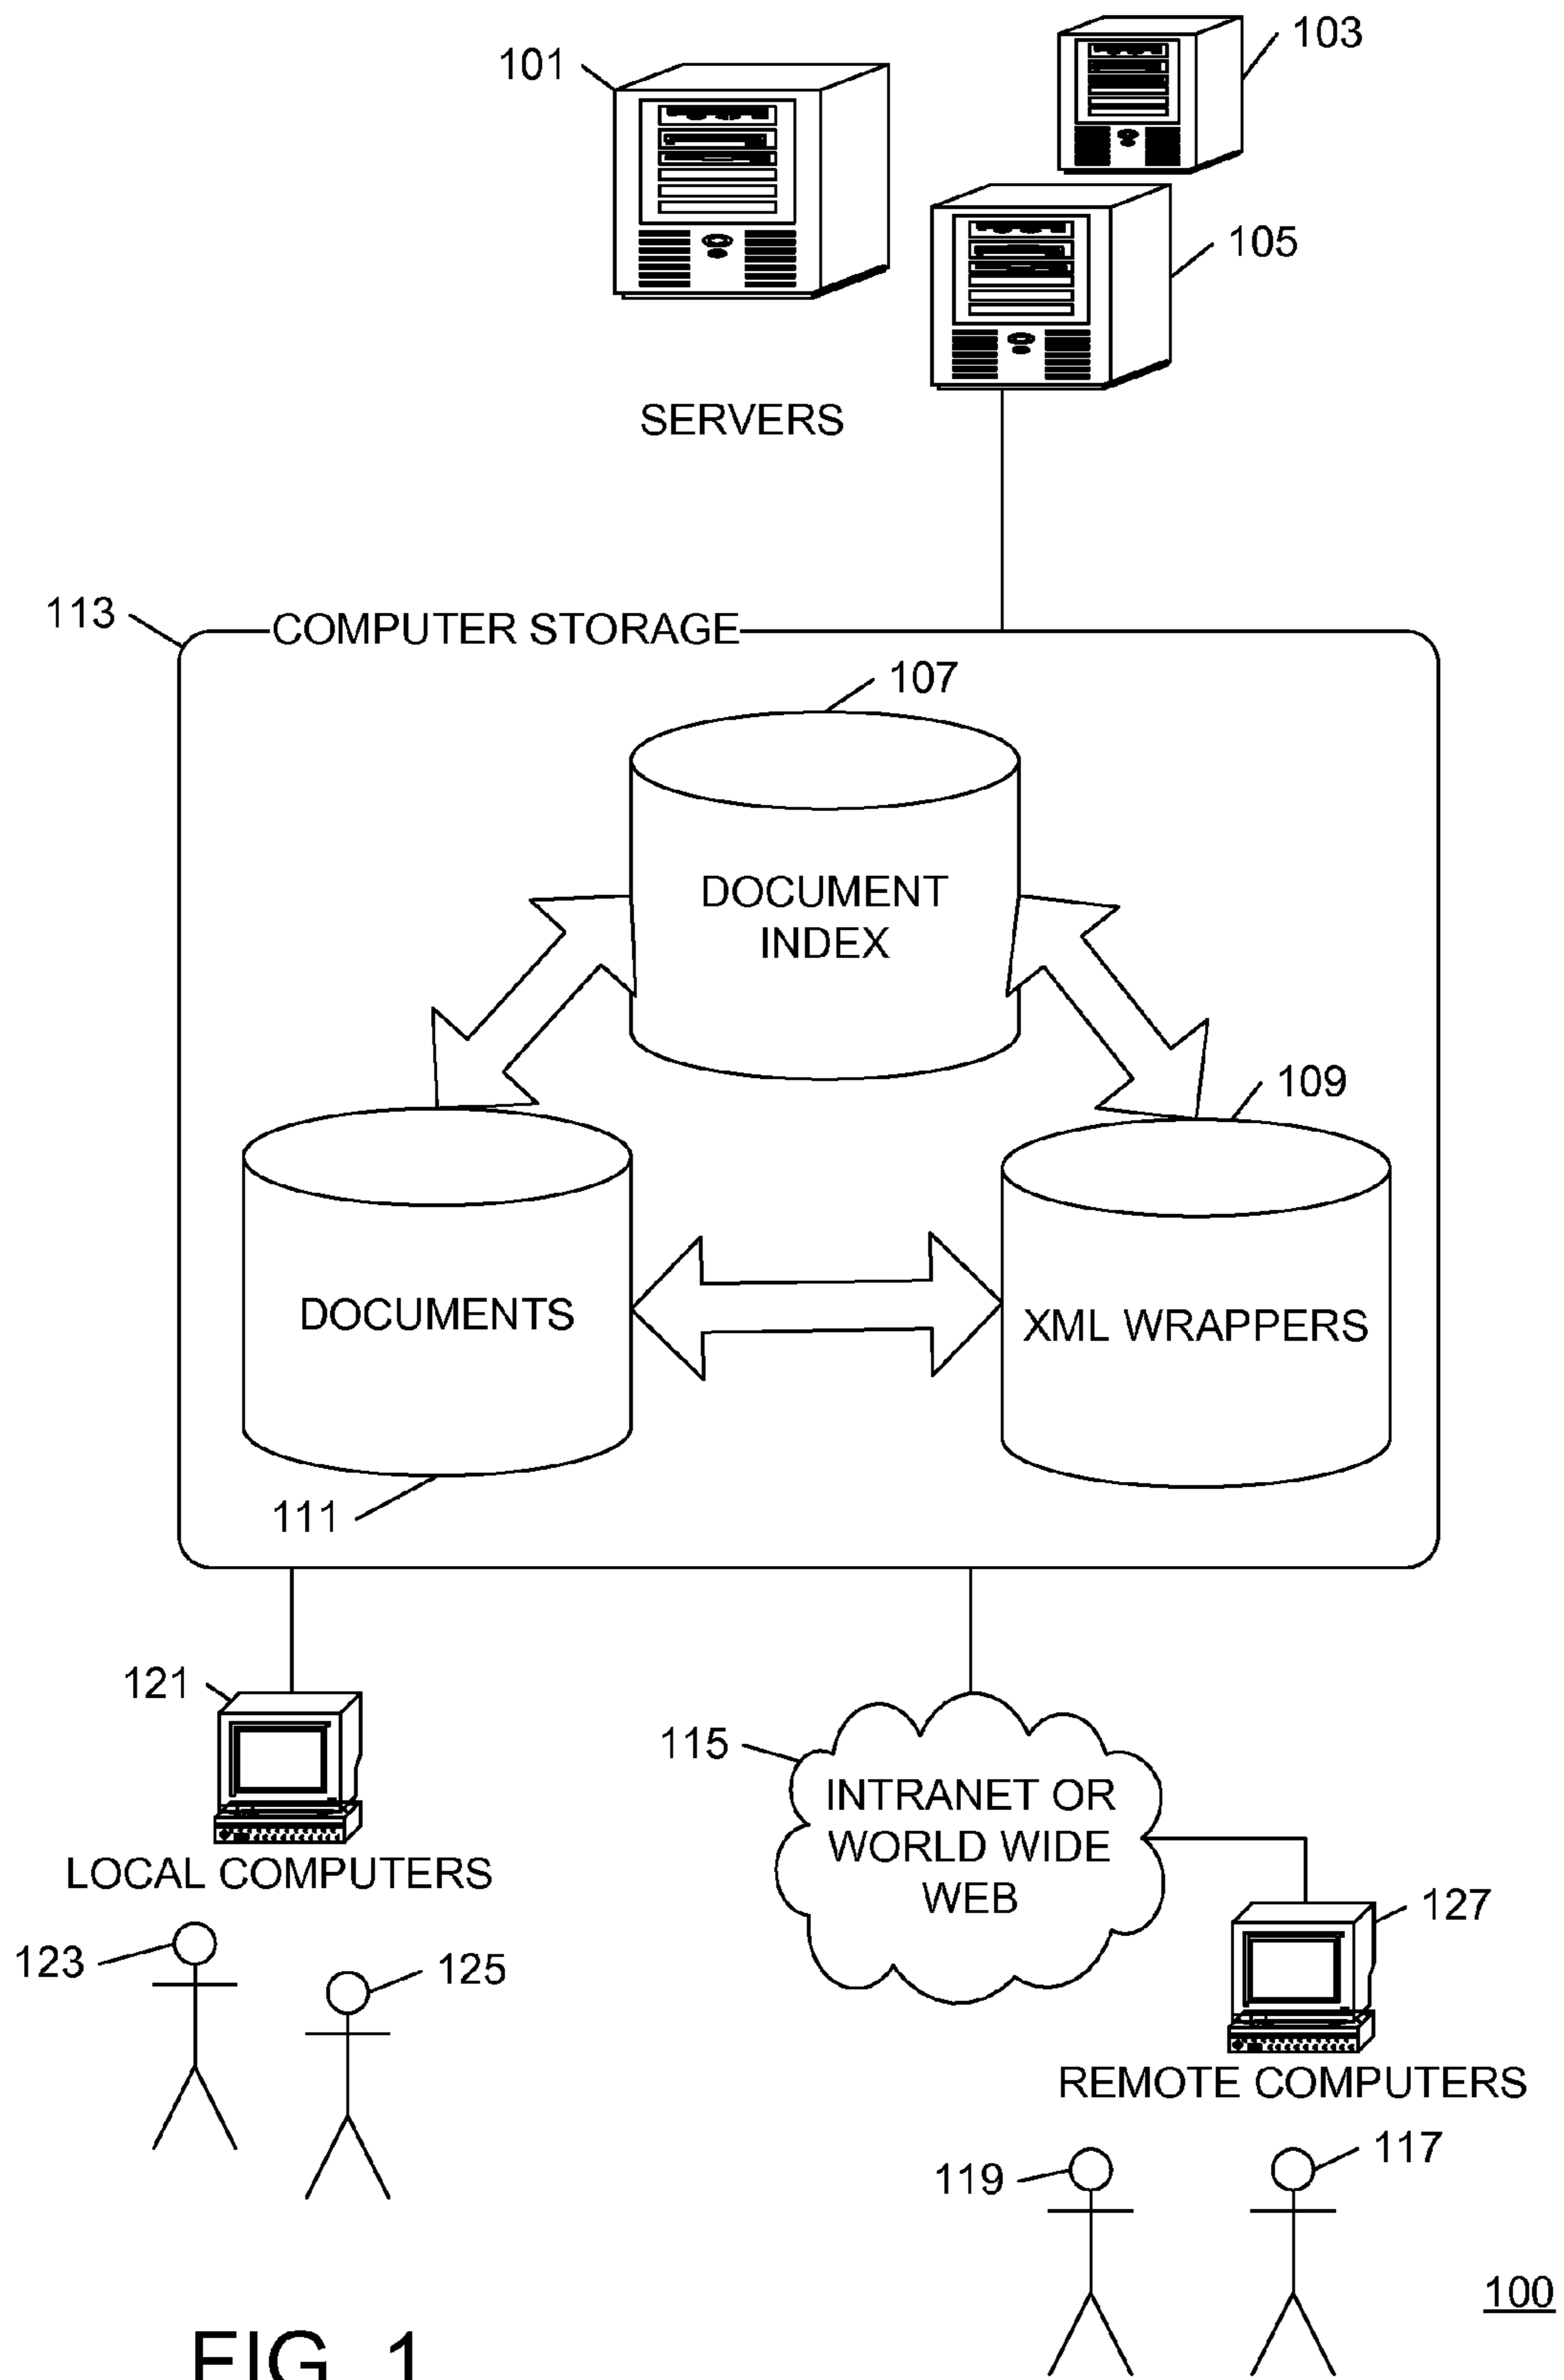 101
103
105
SERVERS
113
COMPUTER STORAGE
107
DOCUMENT
INDEX
109
DOCUMENTS
XML WRAPPERS
111
121
LOCAL COMPUTERS
115
INTRANET OR
WORLD WIDE
WEB
127
123
125
REMOTE COMPUTERS
119
117
100
FIG. 1